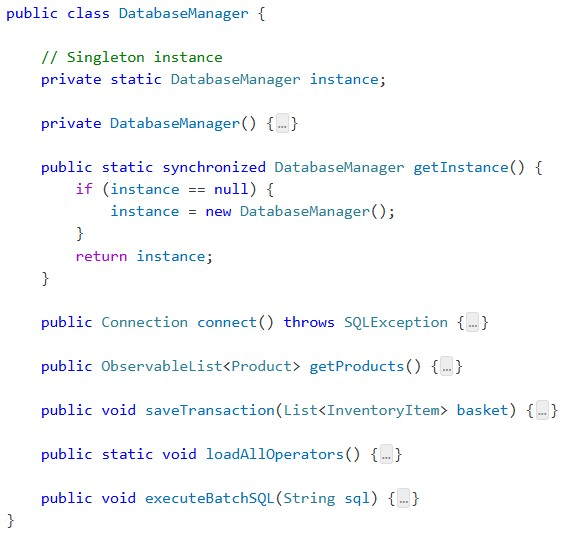 public class DatabaseManager {
// Singleton instance
private static DatabaseManager instance;
private DatabaseManager() {…}
public static synchronized DatabaseManager getInstance() {
if (instance == null) {
instance = new DatabaseManager();
}
return instance;
}
public Connection connect() throws SQLException {…}
public ObservableList<Product> getProducts() {…}
public void saveTransaction(List<InventoryItem> basket) {…}
public static void loadAllOperators() {…}
public void executeBatchSQL(String sql) {…}
}